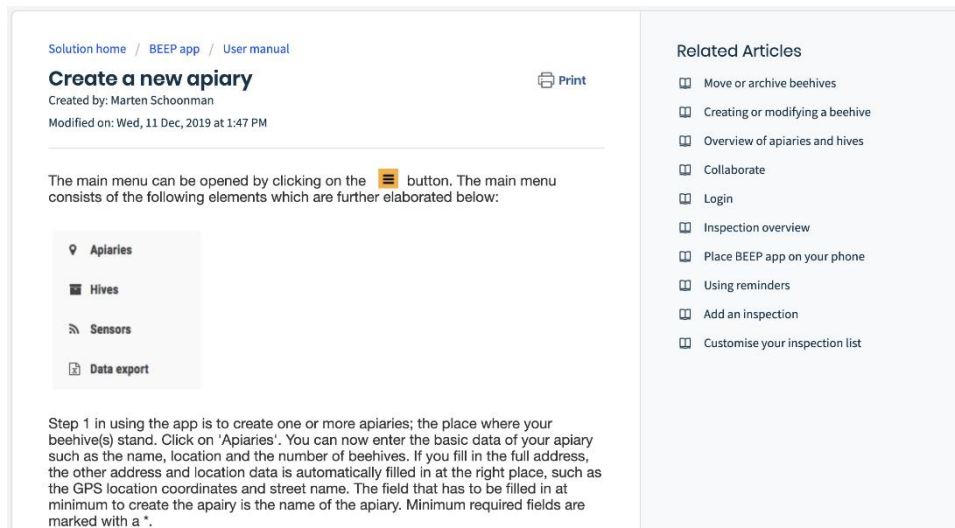 Solution home / BEEP app / User manual
Create a new apiary
Print
Created by: Marten Schoonman
Modified on: Wed, 11 Dec, 2019 at 1:47 PM
The main menu can be opened by clicking on the button. The main menu
consists of the following elements which are further elaborated below:
Apiaries
Hives
Sensors
Data export
Step 1 in using the app is to create one or more apiaries; the place where your
beehive(s) stand. Click on 'Apiaries'. You can now enter the basic data of your apiary
such as the name, location and the number of beehives. If you fill in the full address,
the other address and location data is automatically filled in at the right place, such as
the GPS location coordinates and street name. The field that has to be filled in at
minimum to create the apairy is the name of the apiary. Minimum required fields are
marked with a *.
Related Articles
Move or archive beehives
Creating or modifying a beehive
Overview of apiaries and hives
Collaborate
Login
Inspection overview
Place BEEP app on your phone
Using reminders
Add an inspection
Customise your inspection list